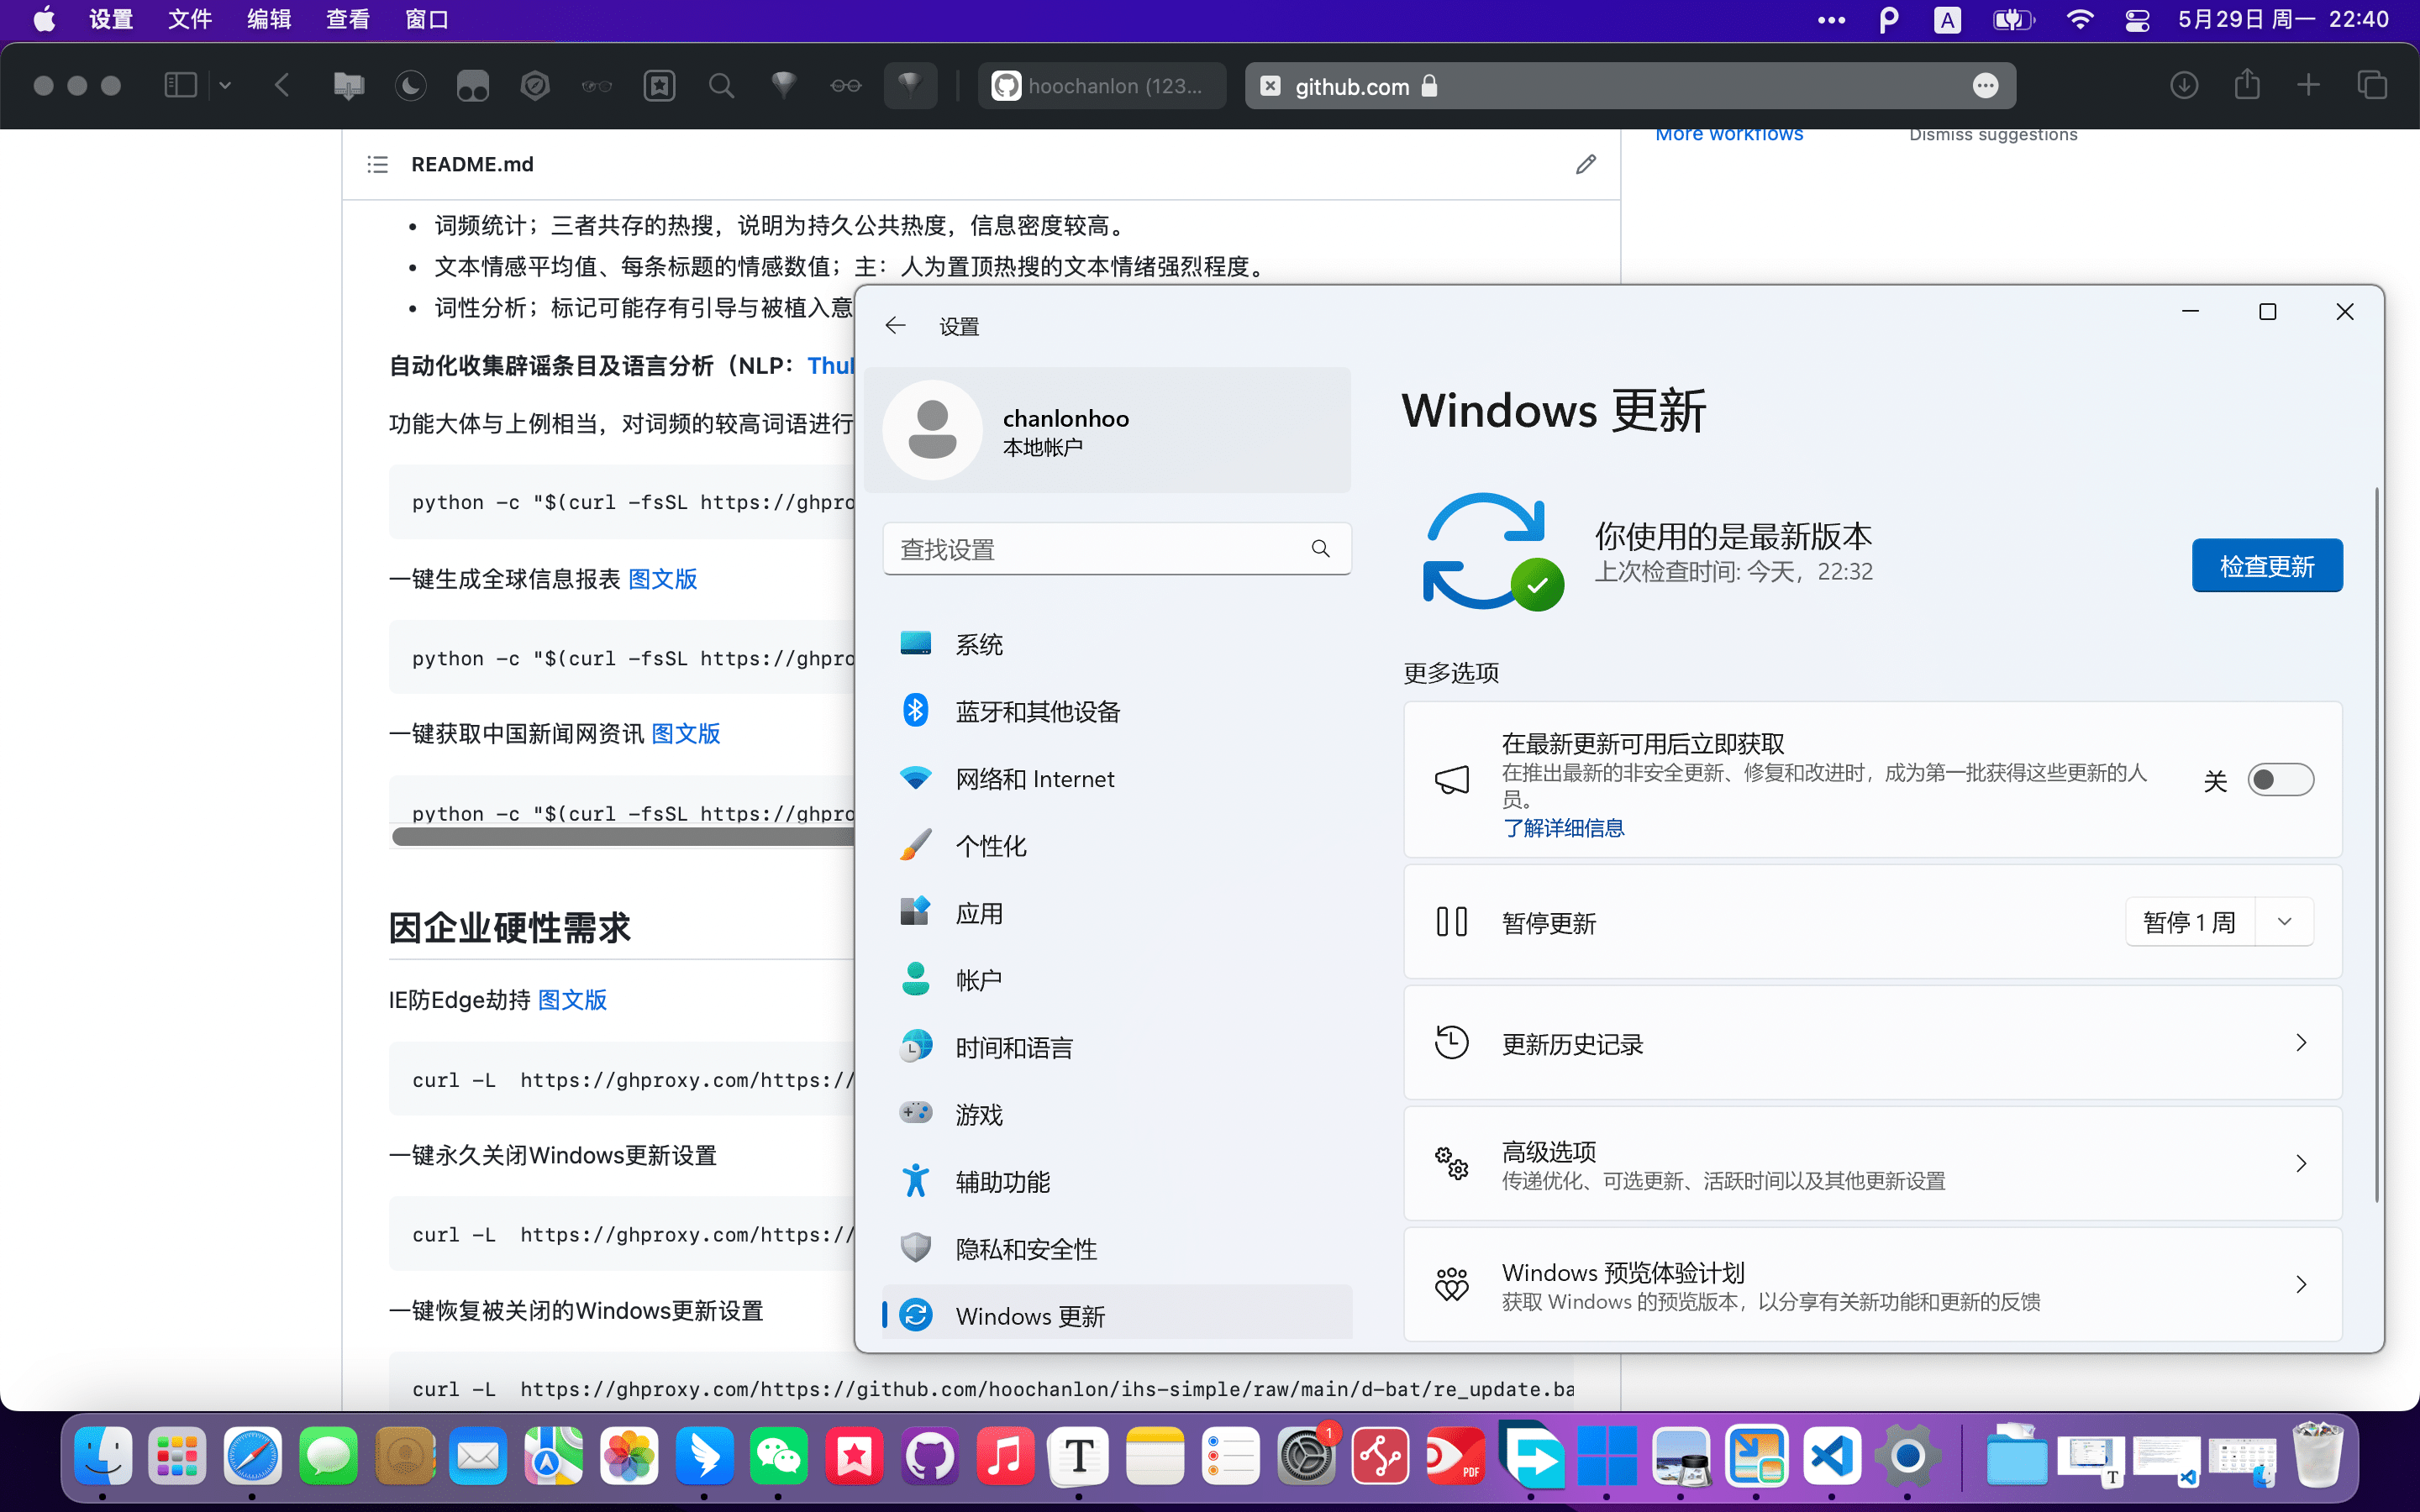 设置 文件 编辑 查看 窗口
A
5月29日 周一 22:40
hoochanlon (123...
github.com
More workflows
Dismiss suggestions
README.md
词频统计；三者共存的热搜，说明为持久公共热度，信息密度较高。
文本情感平均值、每条标题的情感数值；主：人为置顶热搜的文本情绪强烈程度。
词性分析；标记可能存有引导与被植入意
自动化收集辟谣条目及语言分析（NLP：
功能大体与上例相当，对词频的较高词语进行
python -c "$(curl -fsSL https://ghpro
一键生成全球信息报表 图文版
python -c "$(curl -fsSL https://ghpro
一键获取中国新闻网资讯 图文版
python -c "$(curl -fsSL https://ghpro
因企业硬性需求
IE防Edge劫持 图文版
curl -L  https://ghproxy.com/https://
一键永久关闭Windows更新设置
curl -L  https://ghproxy.com/https://
一键恢复被关闭的Windows更新设置
curl -L  https://ghproxy.com/https://github.com/hoochanlon/ihs-simple/raw/main/d-bat/re_update.ba
设置
chanlonhoo
本地帐户
查找设置
系统
蓝牙和其他设备
网络和 Internet
个性化
应用
帐户
时间和语言
游戏
辅助功能
隐私和安全性
Windows 更新
Windows 更新
你使用的是最新版本
上次检查时间: 今天，22:32
检查更新
更多选项
在最新更新可用后立即获取
在推出最新的非安全更新、修复和改进时，成为第一批获得这些更新的人
员。
了解详细信息
关
暂停更新
暂停 1 周
更新历史记录
高级选项
传递优化、可选更新、活跃时间以及其他更新设置
Windows 预览体验计划
获取 Windows 的预览版本，以分享有关新功能和更新的反馈
T
1
PDF
T